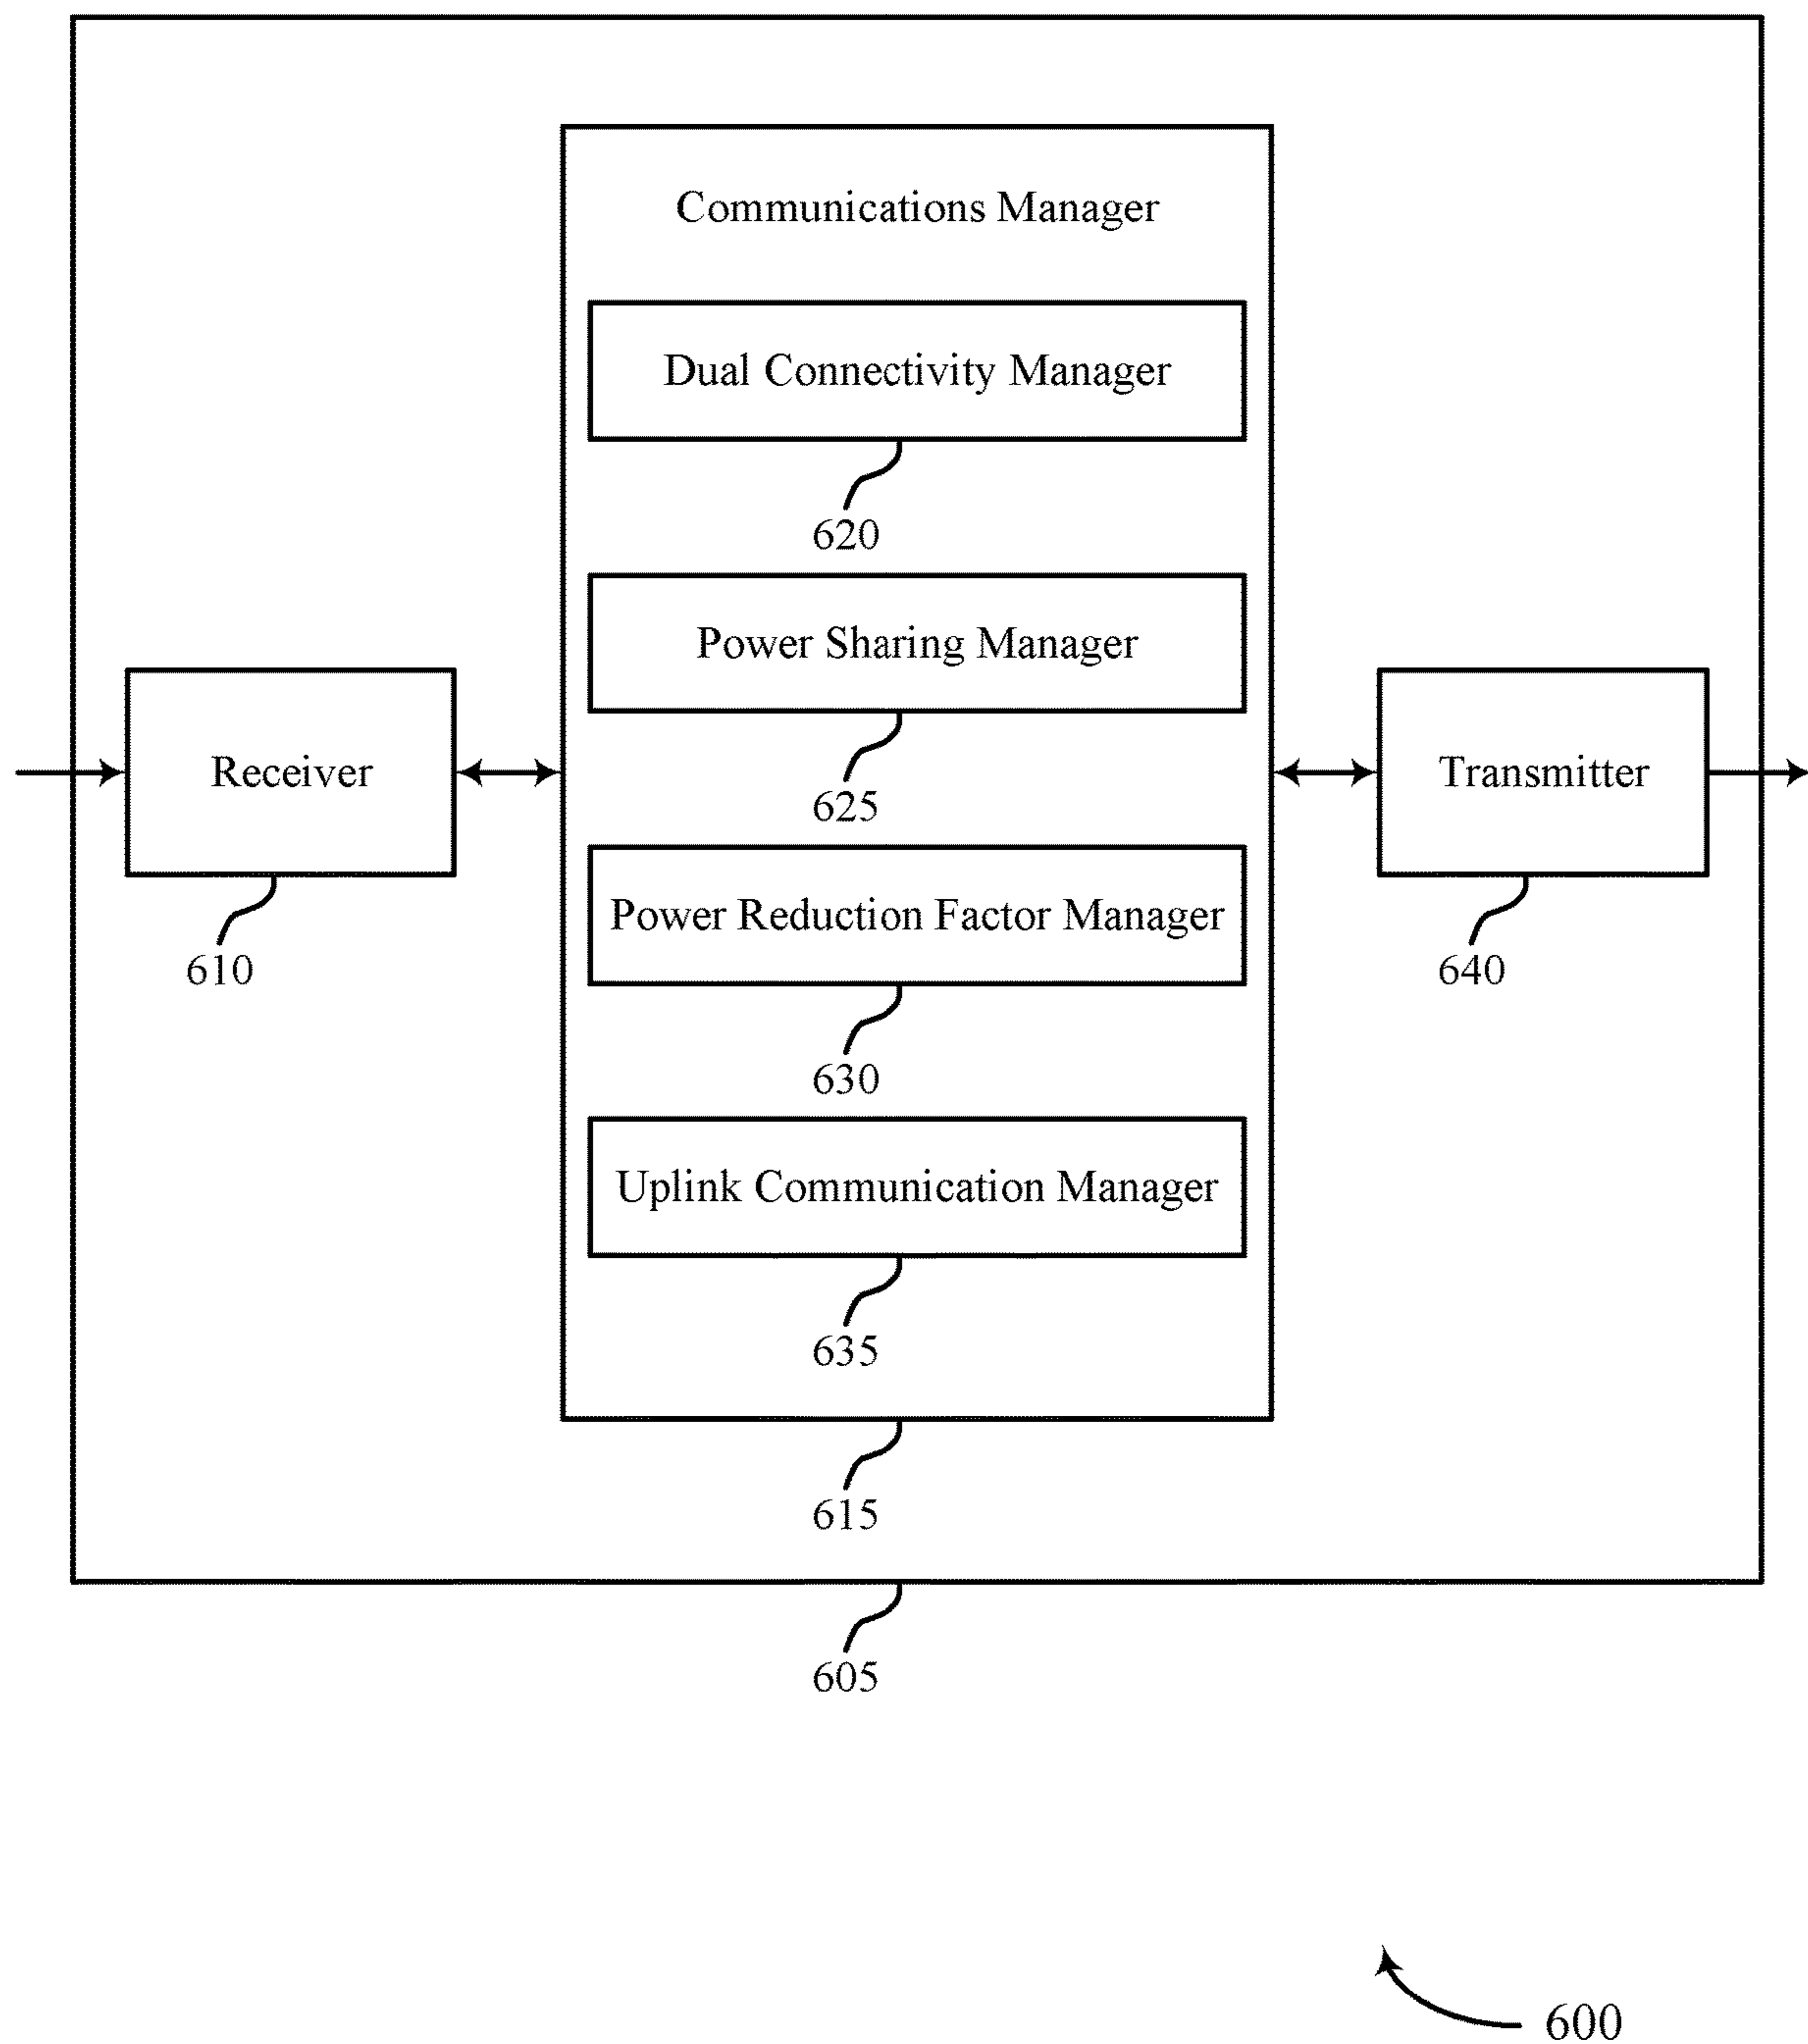 Communications Manager
Dual Connectivity Manager
620
Power Sharing Manager
625
Receiver
610
Power Reduction Factor Manager
630
Uplink Communication Manager
635
615
Transmitter
640
605
600